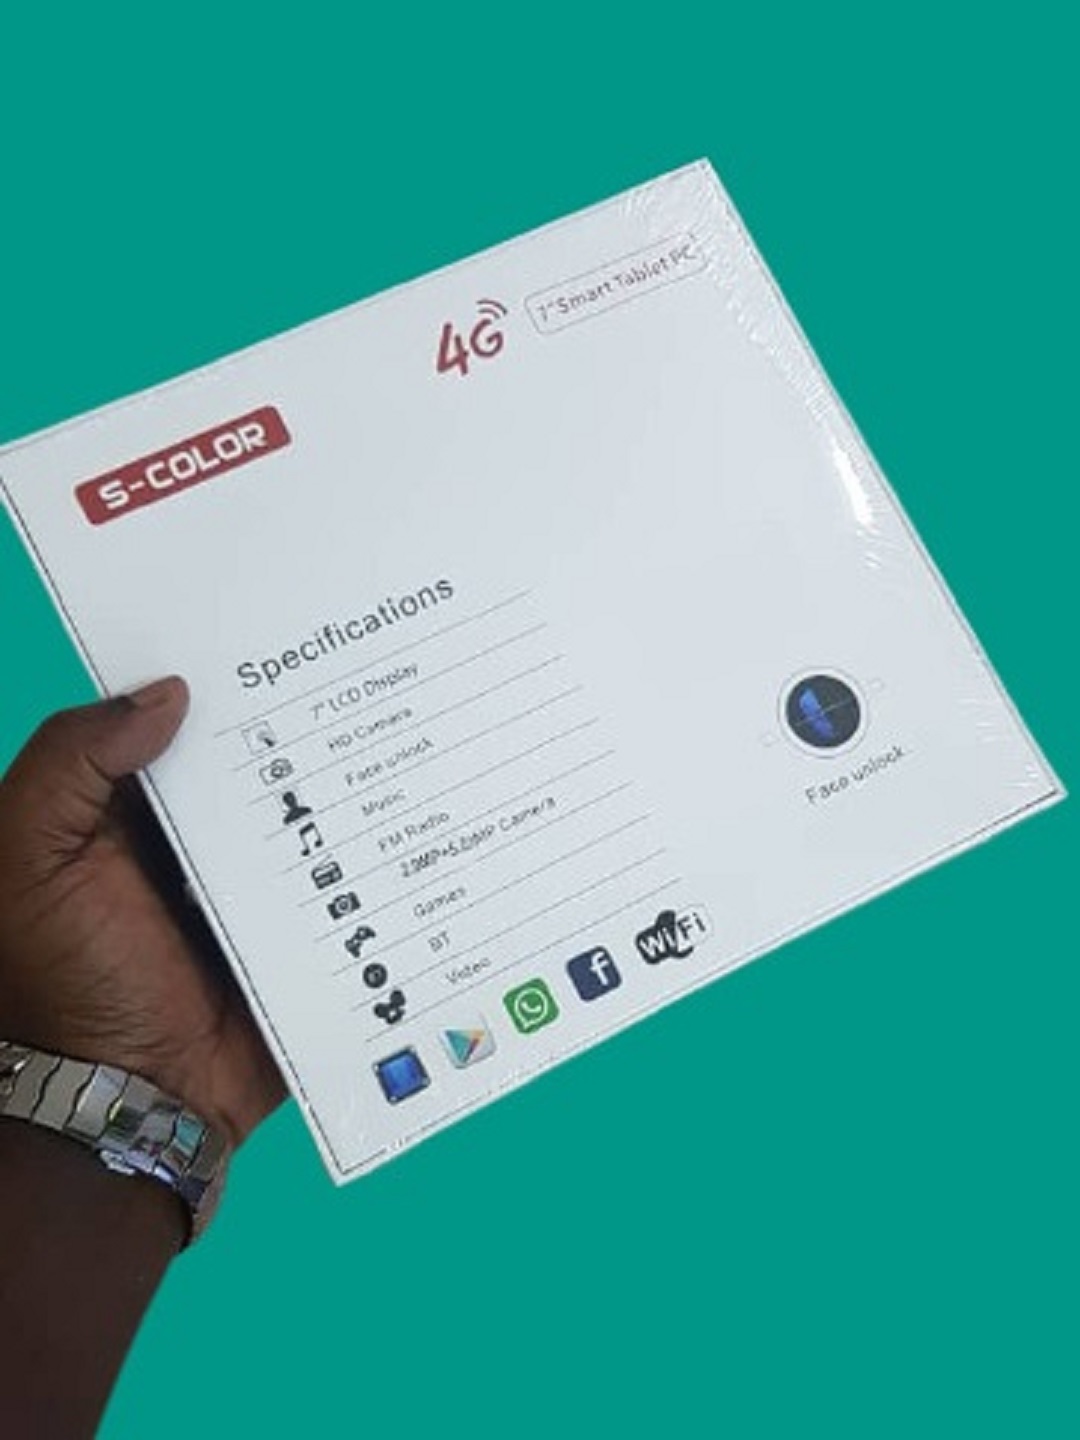 4G
7" Smart Tablet PC
S-COLOR
Specifications
7" LCD Display
HD Camera
Face unlock
Music
FM Radio
2.0MP+5.0MP Camera
Games
BT
Video
WiFi
Face unlock